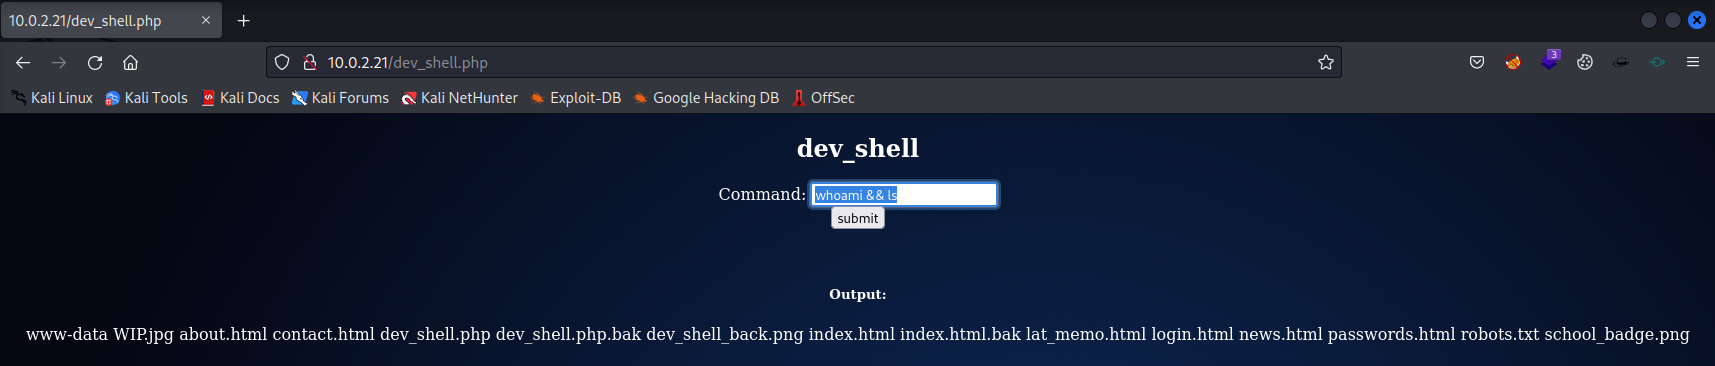 10.0.2.21/dev_shell.php
10.0.2.21/dev_shell.php
3
Kali Linux Kali Tools Kali Docs Kali Forums Kali NetHunter Exploit-DB Google Hacking DB OffSec
dev_shell
Command: whoami && ls
submit
Output:
www-data WIP.jpg about.html contact.html dev_shell.php dev_shell.php.bak dev_shell_back.png index.html index.html.bak lat_memo.html login.html news.html passwords.html robots.txt school_badge.png